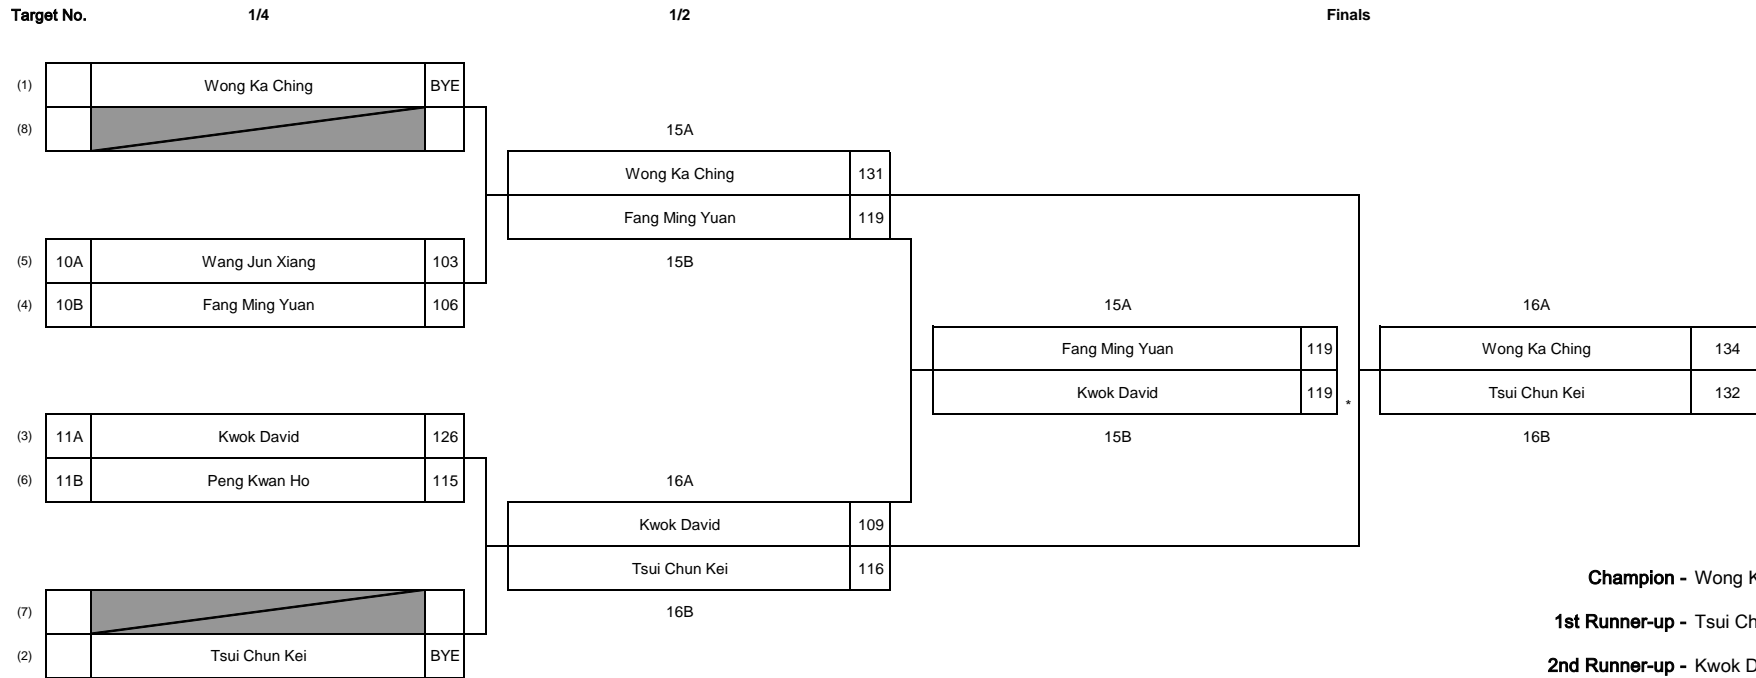 Target No. 1/4 1/2 Finals
(1) Wong Ka Ching BYE
(8) 15A
Wong Ka Ching 131
Fang Ming Yuan 119
(5) 10A Wang Jun Xiang 103 15B
(4) 10B Fang Ming Yuan 106 15A 16A
Fang Ming Yuan 119 Wong Ka Ching 134
Kwok David 119 * Tsui Chun Kei 132
(3) 11A Kwok David 126 15B 16B
(6) 11B Peng Kwan Ho 115 16A
Kwok David 109
Tsui Chun Kei 116
Champion - Wong K
(7) 16B 1st Runner-up - Tsui Ch
(2) Tsui Chun Kei BYE 2nd Runner-up - Kwok D